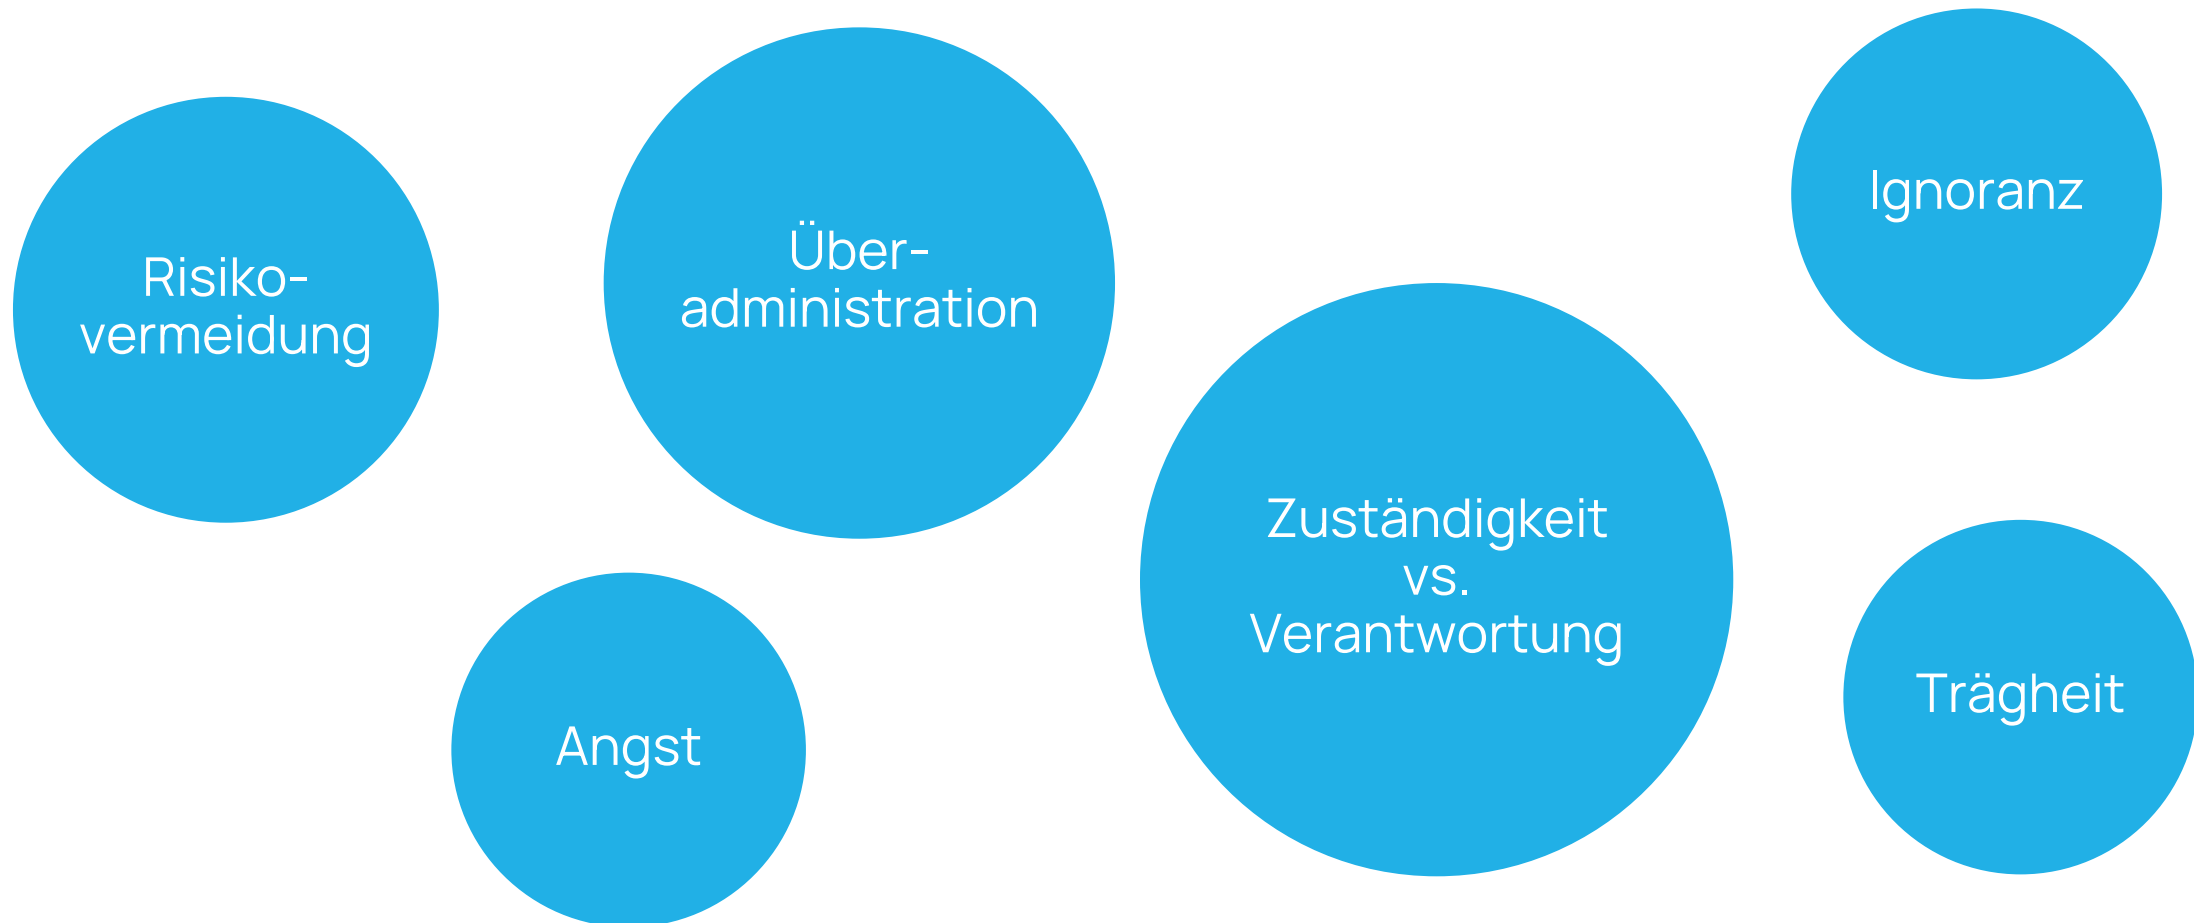 Risiko-
vermeidung
Über-
administration
Ignoranz
Zuständigkeit
vs.
Verantwortung
Angst
Trägheit